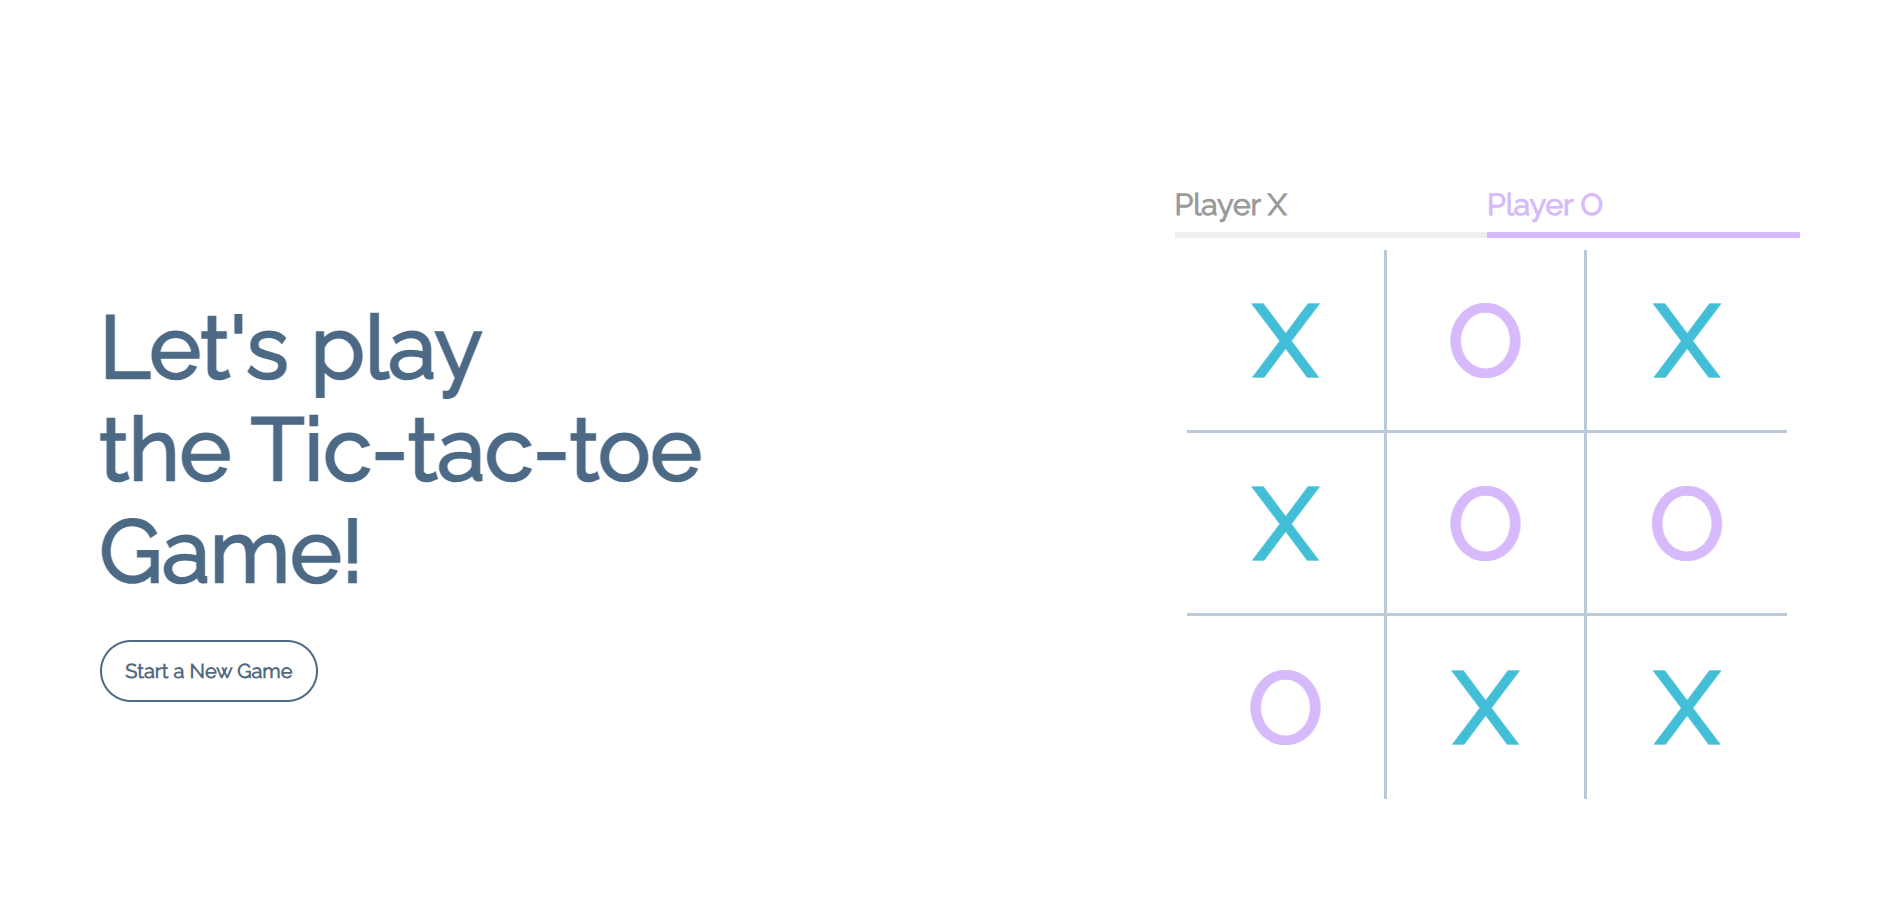 Let's play
the Tic-tac-toe
Game!
Start a New Game
Player X Player O
X O X
X O O
O X X